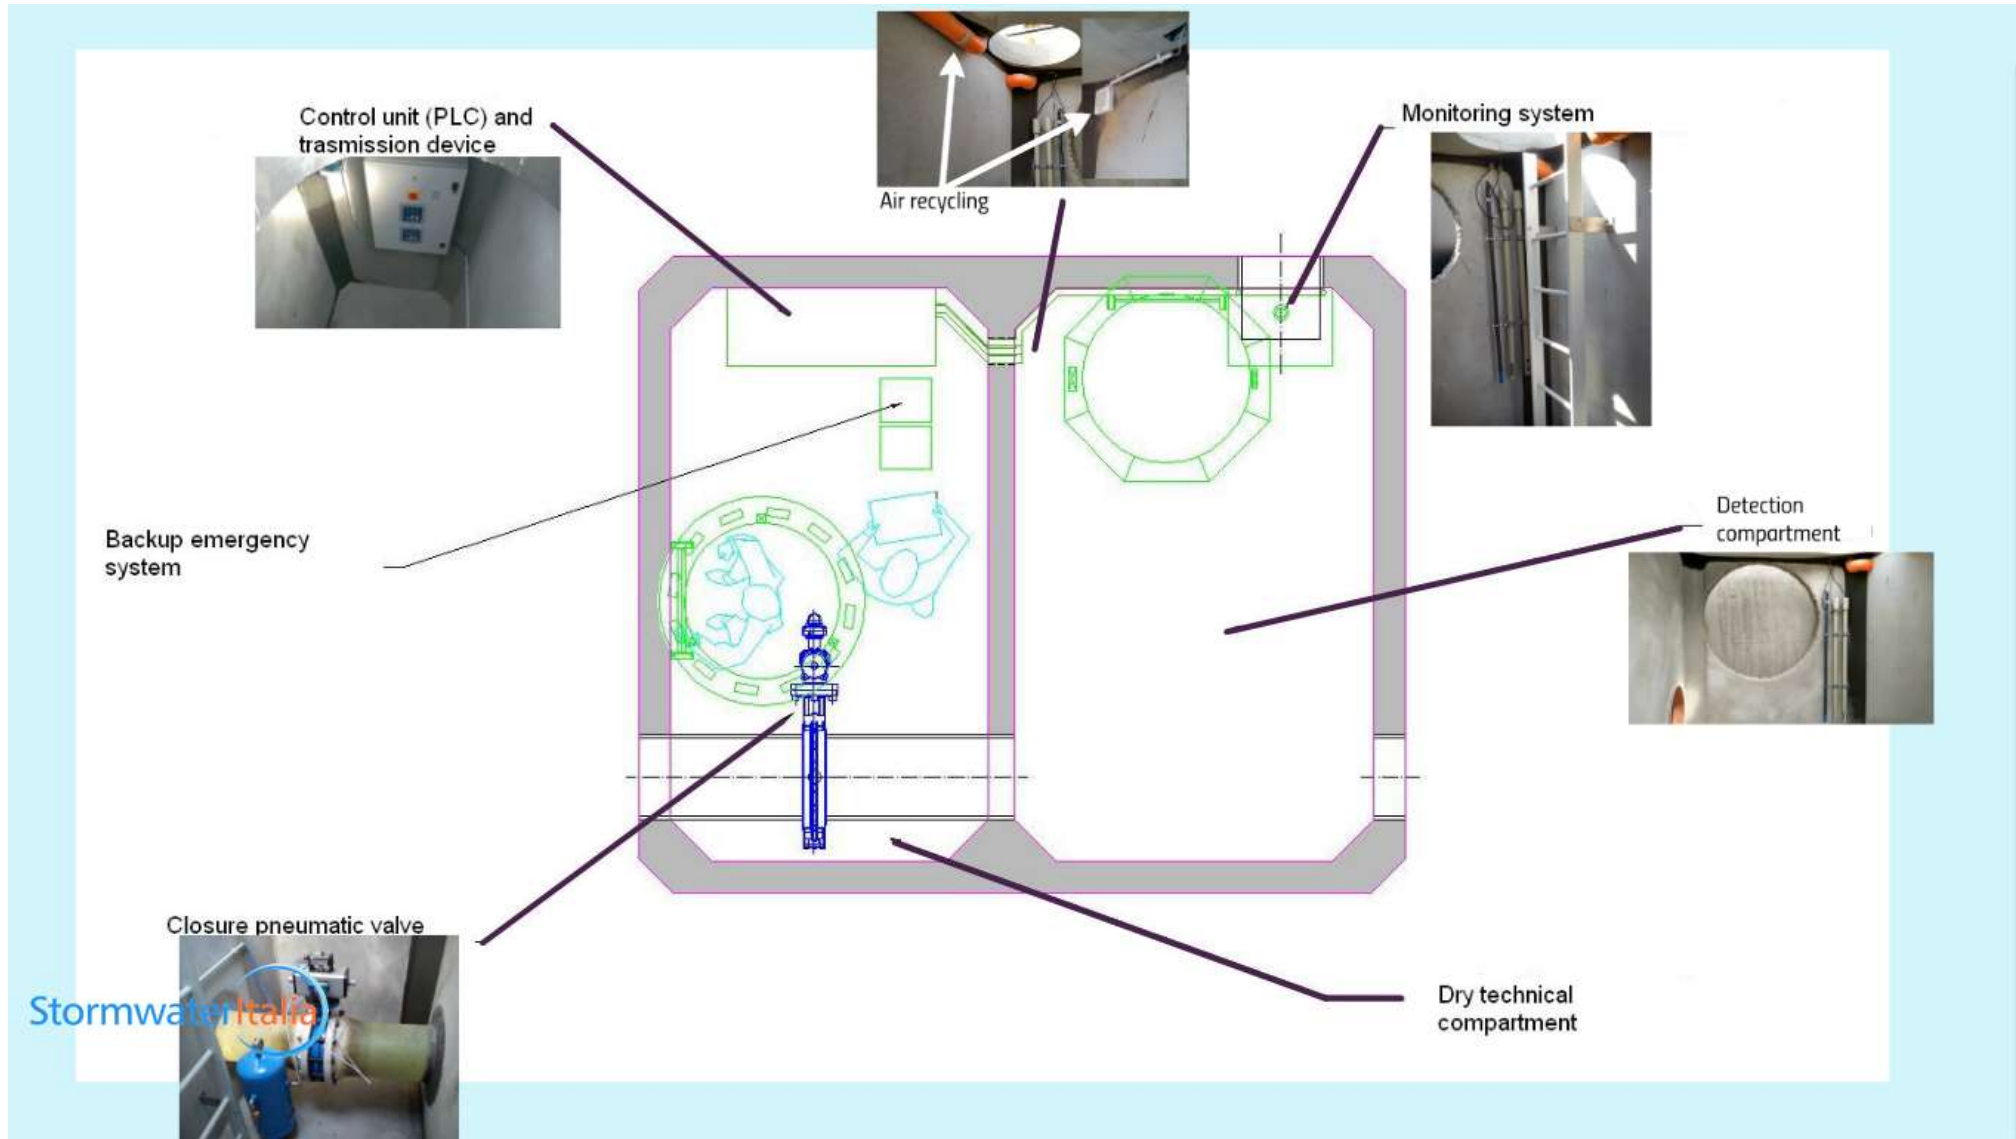 Control unit (PLC) and
trasmission device
Air recycling
Monitoring system
Backup emergency
system
Detection
compartment
Closure pneumatic valve
StormwaterItalia
Dry technical
compartment